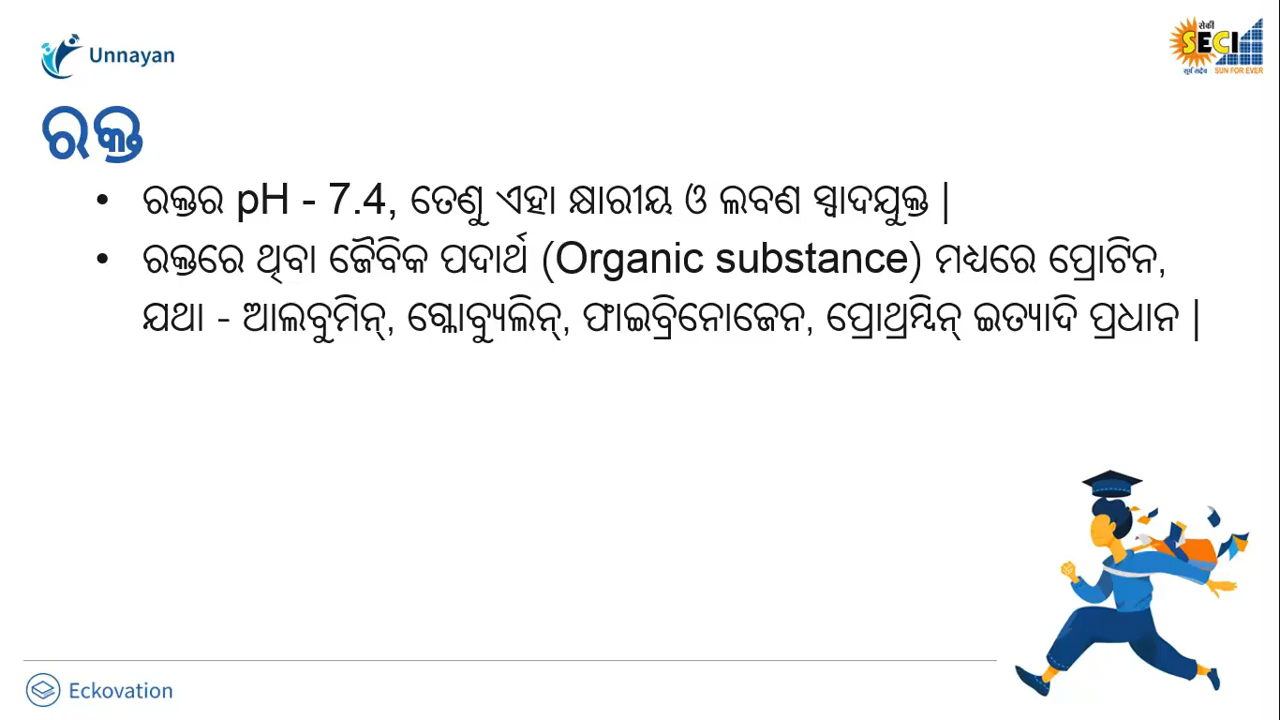 Unnayan
सेकी
SECI
सूर्य सदैव
SUN FOR EVER
ରକ୍ତ
• ରକ୍ତର pH - 7.4, ତେଣୁ ଏହା କ୍ଷାରୀୟ ଓ ଲବଣ ସ୍ୱାଦଯୁକ୍ତ |
• ରକ୍ତରେ ଥିବା ଜୈବିକ ପଦାର୍ଥ (Organic substance) ମଧ୍ୟରେ ପ୍ରୋଟିନ,
ଯଥା - ଆଲବୁମିନ୍, ଗ୍ଲୋବ୍ୟୁଲିନ୍, ଫାଇବ୍ରିନୋଜେନ, ପ୍ରୋଥ୍ରମ୍ବିନ୍ ଇତ୍ୟାଦି ପ୍ରଧାନ |
Eckovation